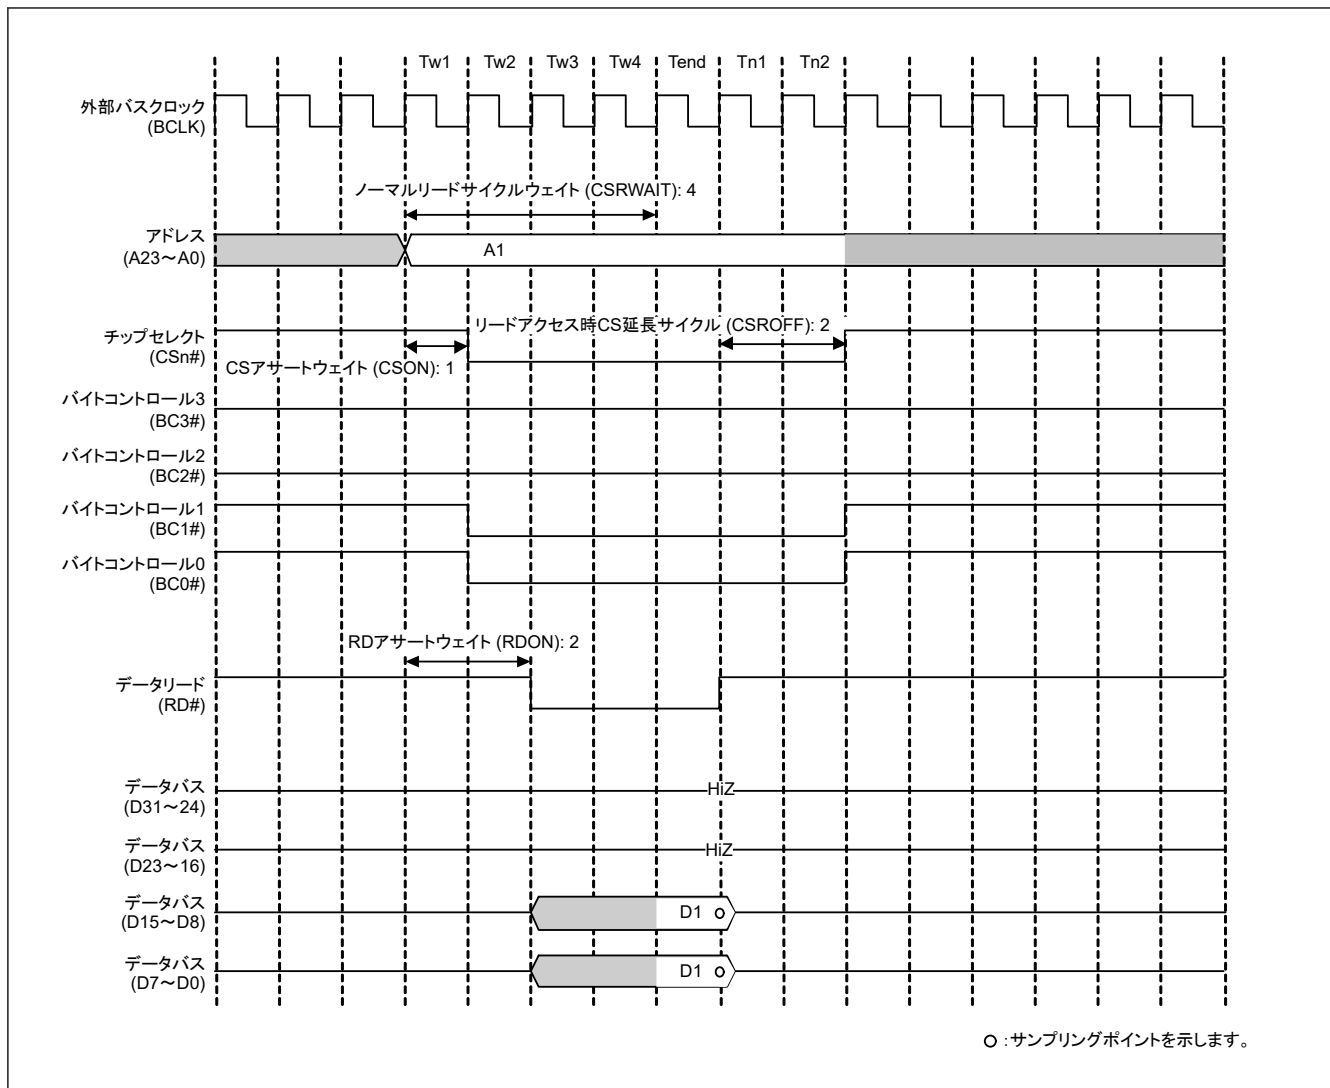 Tw1 Tw2 Tw3 Tw4 Tend Tn1 Tn2
外部バスクロック
(BCLK)
ノーマルリードサイクルウェイト (CSRWAIT): 4
アドレス
(A23～A0)
A1
チップセレクト
(CSn#)
リードアクセス時CS延長サイクル (CSROFF): 2
CSアサートウェイト (CSON): 1
バイトコントロール3
(BC3#)
バイトコントロール2
(BC2#)
バイトコントロール1
(BC1#)
バイトコントロール0
(BC0#)
RDアサートウェイト (RDON): 2
データリード
(RD#)
データバス
(D31～24)
HiZ
データバス
(D23～16)
HiZ
データバス
(D15～D8)
D1
データバス
(D7～D0)
D1
:サンプリングポイントを示します。